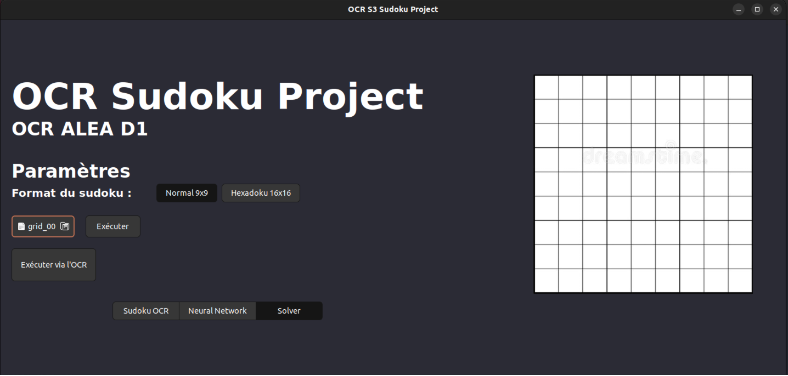 OCR S3 Sudoku Project
OCR Sudoku Project
OCR ALEA D1
Paramètres
Format du sudoku :
Normal 9x9
Hexadoku 16x16
grid_00
Exécuter
Exécuter via l'OCR
Sudoku OCR
Neural Network
Solver